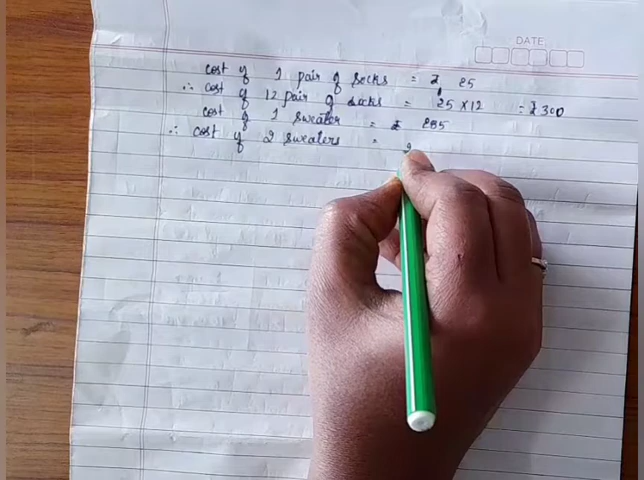 DATE
cost of 1 pair of socks = ₹ 25
∴ cost of 12 pair of socks = 25 × 12 = ₹ 300
cost of 1 sweater = ₹ 285
∴ cost of 2 sweaters = 2